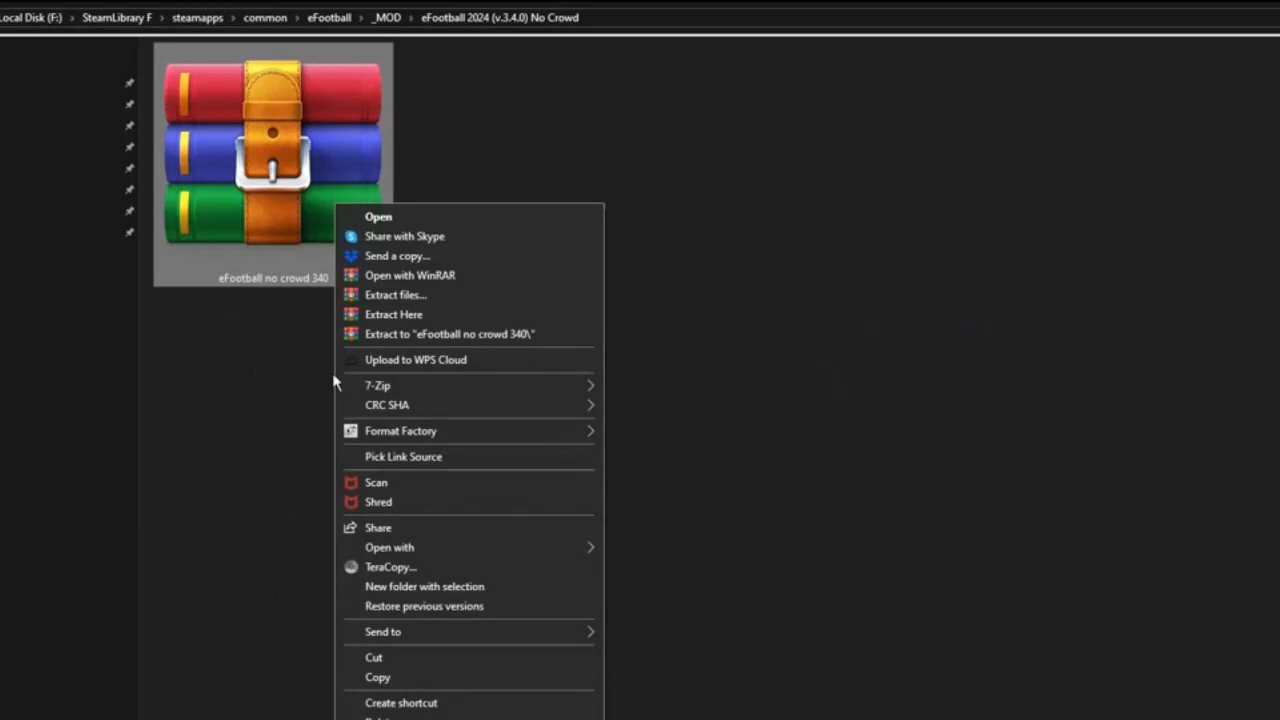 Local Disk (F:) > SteamLibrary F > steamapps > common > eFootball > _MOD > eFootball 2024 (v.3.4.0) No Crowd
eFootball no crowd 340
Open
Share with Skype
Send a copy...
Open with WinRAR
Extract files...
Extract Here
Extract to "eFootball no crowd 340\"
Upload to WPS Cloud
7-Zip
CRC SHA
Format Factory
Pick Link Source
Scan
Shred
Share
Open with
TeraCopy...
New folder with selection
Restore previous versions
Send to
Cut
Copy
Create shortcut